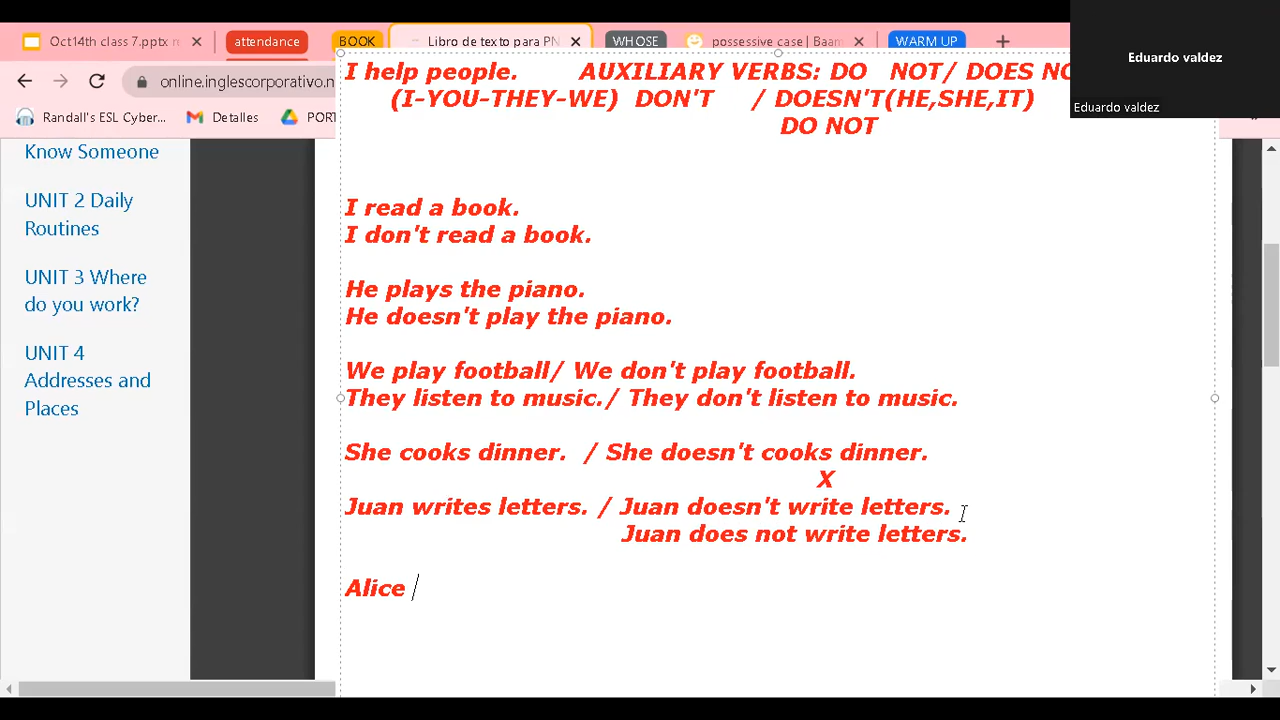 Oct14th class 7.pptx
attendance
BOOK
Libro de texto para PN
WHOSE
possessive case | Baam
WARM UP
Eduardo valdez
Eduardo valdez
online.inglescorporativo.n
Randall's ESL Cyber...
Detalles
PORT
Know Someone
UNIT 2 Daily
Routines
UNIT 3 Where
do you work?
UNIT 4
Addresses and
Places
I help people. AUXILIARY VERBS: DO NOT/ DOES NO
(I-YOU-THEY-WE) DON'T / DOESN'T(HE,SHE,IT)
DO NOT
I read a book.
I don't read a book.
He plays the piano.
He doesn't play the piano.
We play football/ We don't play football.
They listen to music./ They don't listen to music.
She cooks dinner. / She doesn't cooks dinner.
X
Juan writes letters. / Juan doesn't write letters.
Juan does not write letters.
Alice